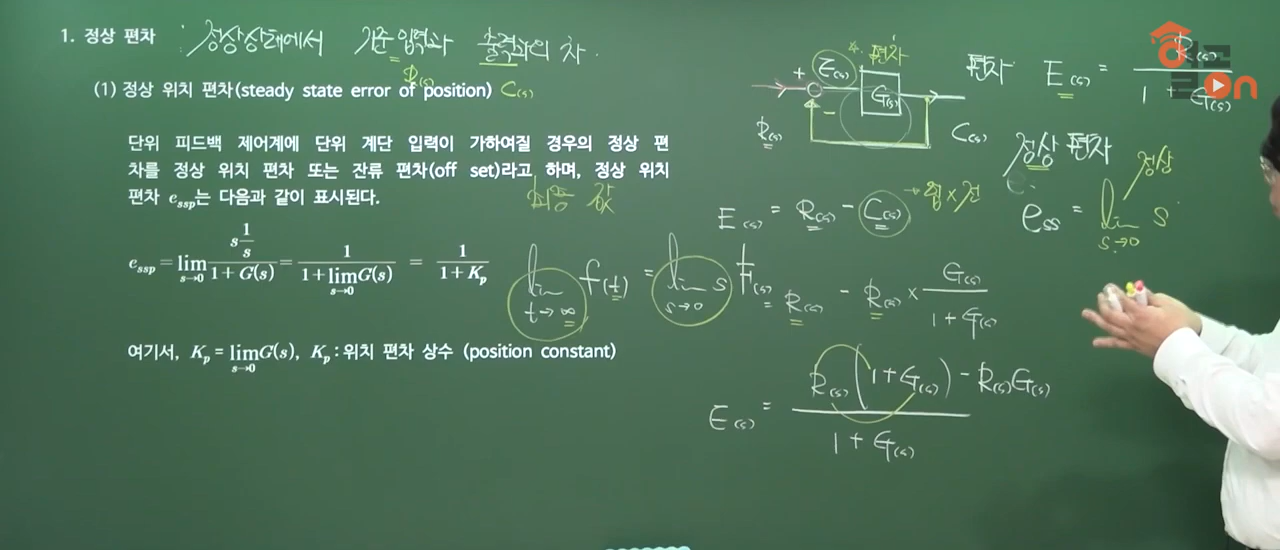 1. 정상 편차 : 정상상태에서 기준 입력과 출력과의 차.
R(s)
(1) 정상 위치 편차(steady state error of position) C(s)
단위 피드백 제어계에 단위 계단 입력이 가하여질 경우의 정상 편
차를 정상 위치 편차 또는 잔류 편차(off set)라고 하며, 정상 위치
편차 e_ssp는 다음과 같이 표시된다.
최종 값
e_ssp = lim_{s→0} (s 1/s)/(1+G(s)) = 1/(1+lim_{s→0} G(s)) = 1/(1+K_p)
lim_{t→∞} f(t) = lim_{s→0} s F(s)
여기서, K_p = lim_{s→0} G(s), K_p : 위치 편차 상수 (position constant)
+ E(s) * 편차
G(s)
-
R(s) C(s)
편차 E(s) = R(s)/(1 + G(s))
정상 편차
정상
e_ss = lim_{s→0} s
E(s) = R(s) - C(s) → 입×전
= R(s) - R(s) × G(s)/(1 + G(s))
E(s) = (R(s)(1 + G(s)) - R(s)G(s))/(1 + G(s))